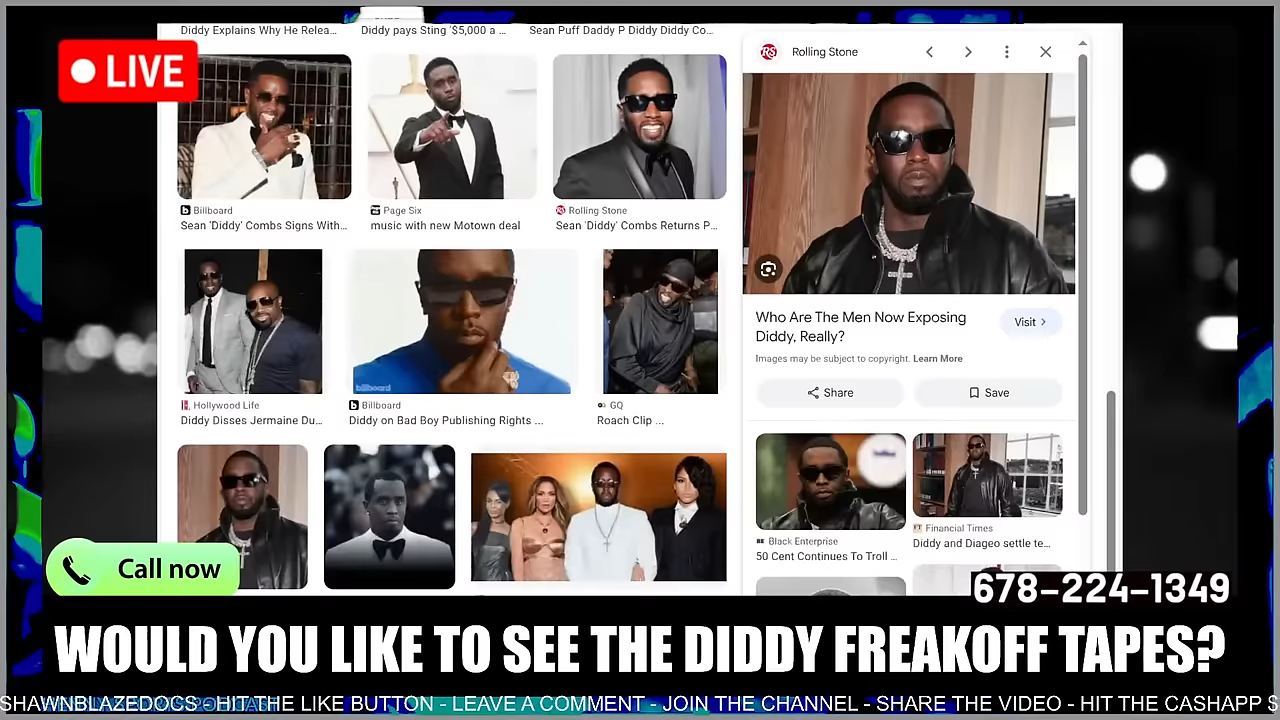 Diddy Explains Why He Relea...
Diddy pays Sting '$5,000 a ...
Sean Puff Daddy P Diddy Diddy Co...
LIVE
Rolling Stone
Billboard
Sean 'Diddy' Combs Signs With...
Page Six
music with new Motown deal
Rolling Stone
Sean 'Diddy' Combs Returns P...
Who Are The Men Now Exposing
Diddy, Really?
Visit
Images may be subject to copyright. Learn More
Share
Save
billboard
Hollywood Life
Diddy Disses Jermaine Du...
Billboard
Diddy on Bad Boy Publishing Rights ...
GQ
Roach Clip ...
Black Enterprise
50 Cent Continues To Troll ...
Financial Times
Diddy and Diageo settle te...
Call now
678-224-1349
WOULD YOU LIKE TO SEE THE DIDDY FREAKOFF TAPES?
SHAWNBLAZEDOSS - HIT THE LIKE BUTTON - LEAVE A COMMENT - JOIN THE CHANNEL - SHARE THE VIDEO - HIT THE CASHAPP $